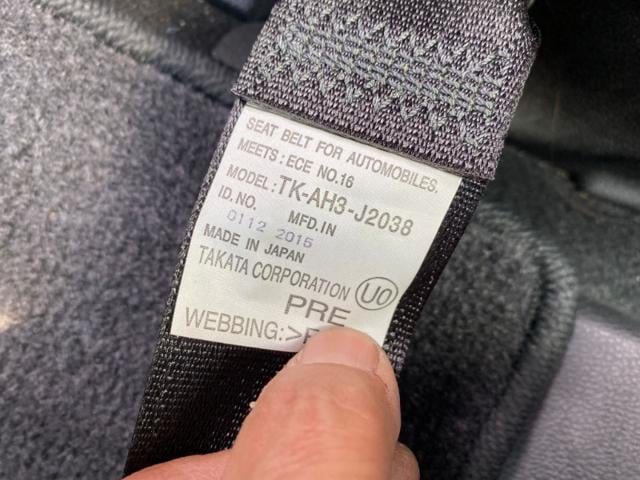 SEAT BELT FOR AUTOMOBILES.
MEETS: ECE NO.16
MODEL: TK-AH3-J2038
ID.NO. MFD.IN
0112 2015
MADE IN JAPAN
TAKATA CORPORATION UO
PRE
WEBBING:>